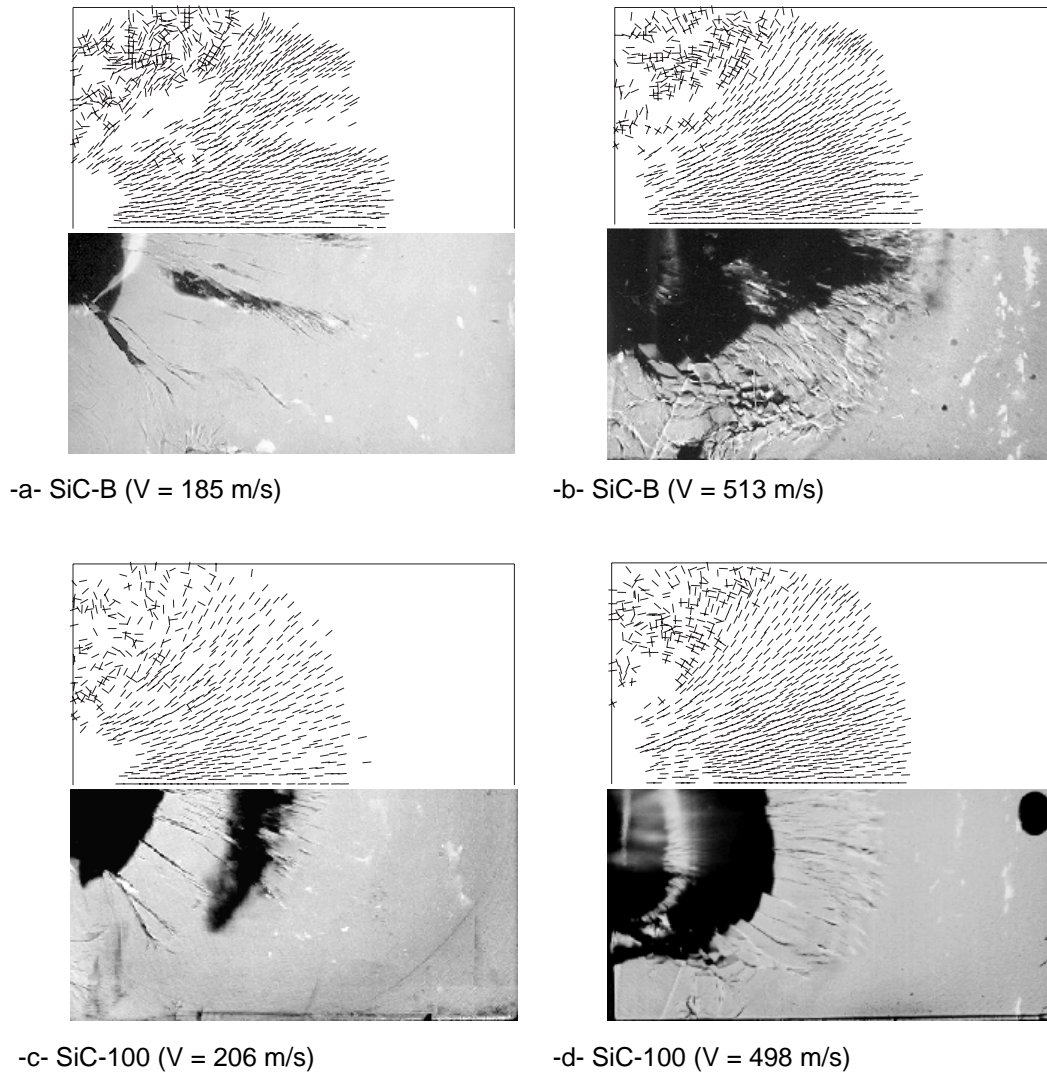 -a- SiC-B (V = 185 m/s)
-b- SiC-B (V = 513 m/s)
-c- SiC-100 (V = 206 m/s)
-d- SiC-100 (V = 498 m/s)